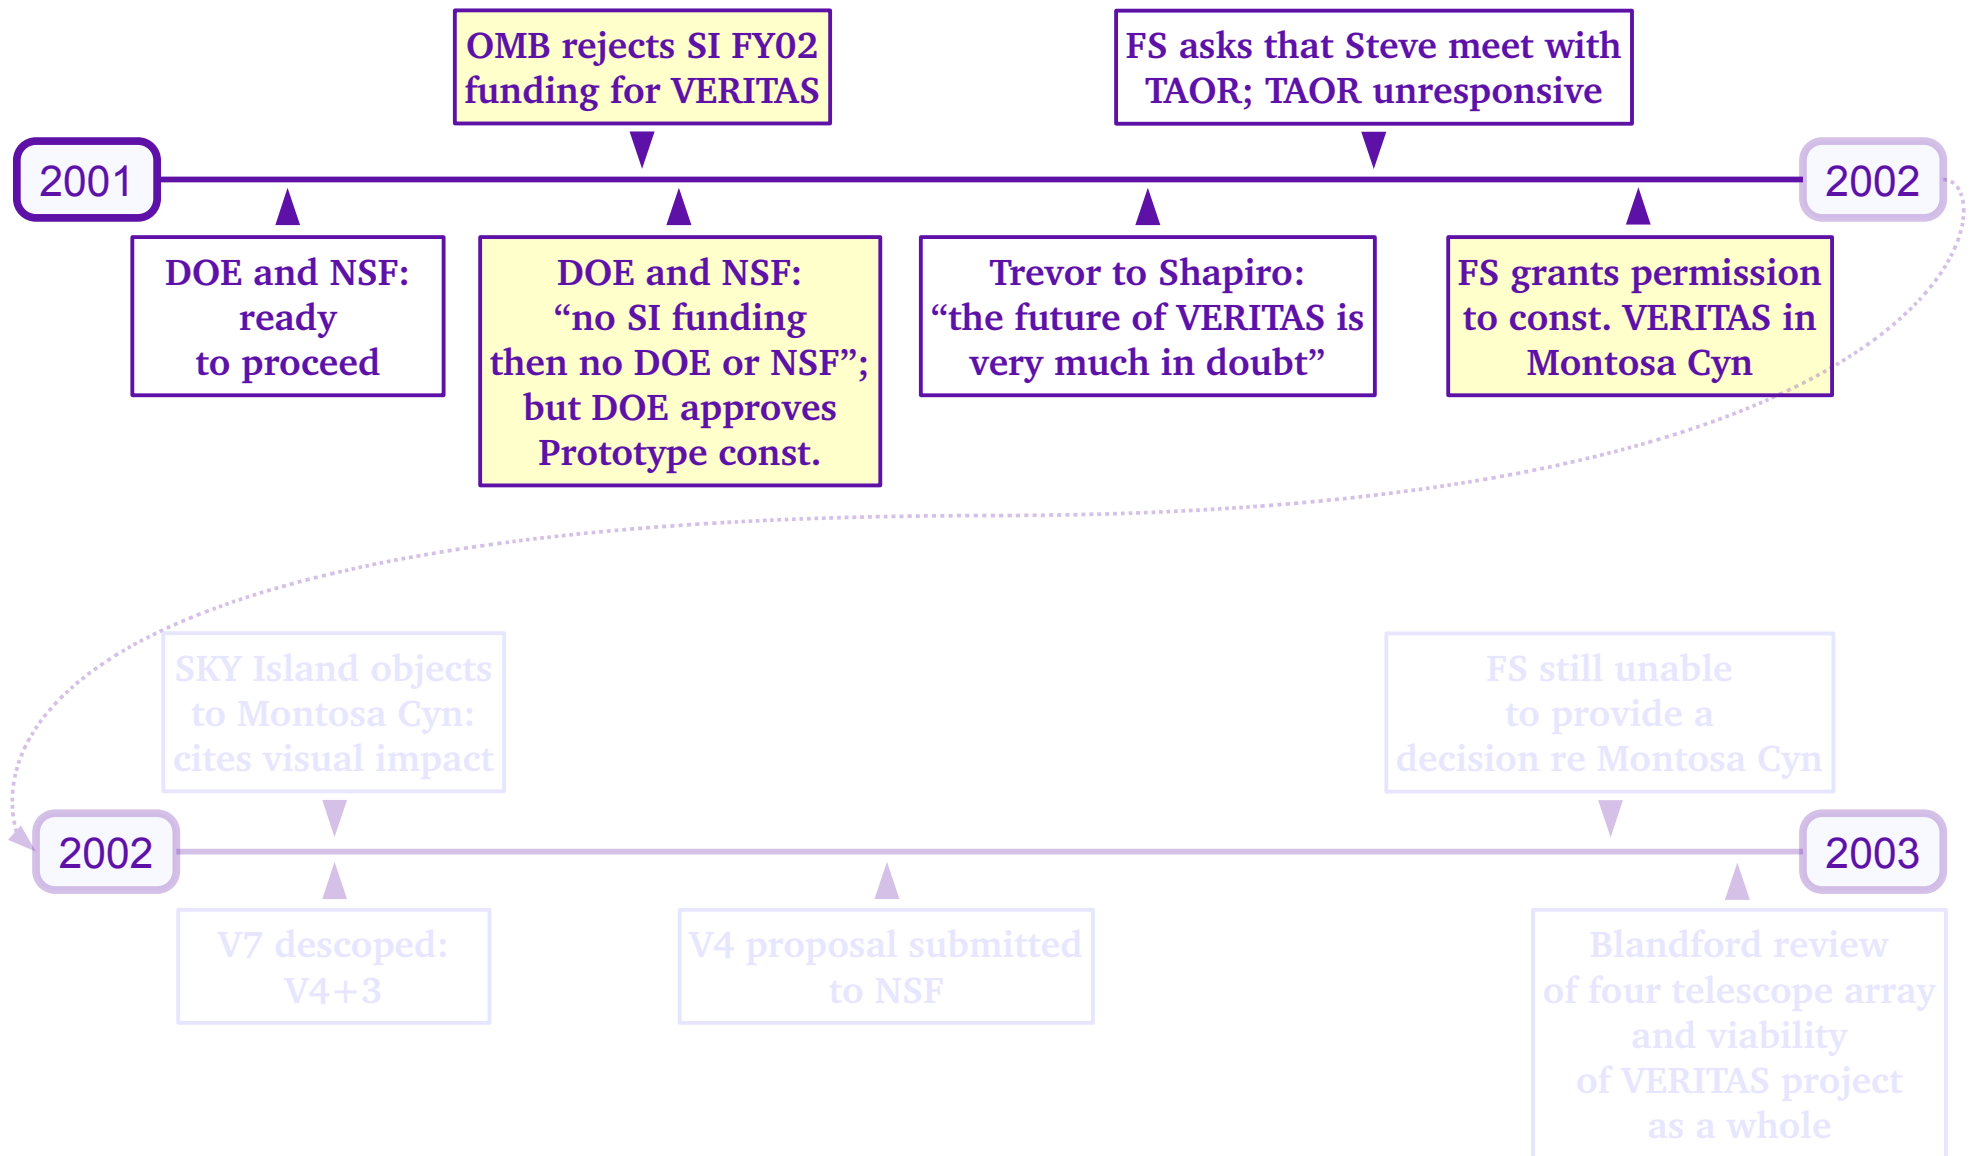 OMB rejects SI FY02
funding for VERITAS
FS asks that Steve meet with
TAOR; TAOR unresponsive
2001
2002
DOE and NSF:
ready
to proceed
DOE and NSF:
“no SI funding
then no DOE or NSF”;
but DOE approves
Prototype const.
Trevor to Shapiro:
“the future of VERITAS is
very much in doubt”
FS grants permission
to const. VERITAS in
Montosa Cyn
SKY Island objects
to Montosa Cyn:
cites visual impact
FS still unable
to provide a
decision re Montosa Cyn
2002
2003
V7 descoped:
V4+3
V4 proposal submitted
to NSF
Blandford review
of four telescope array
and viability
of VERITAS project
as a whole